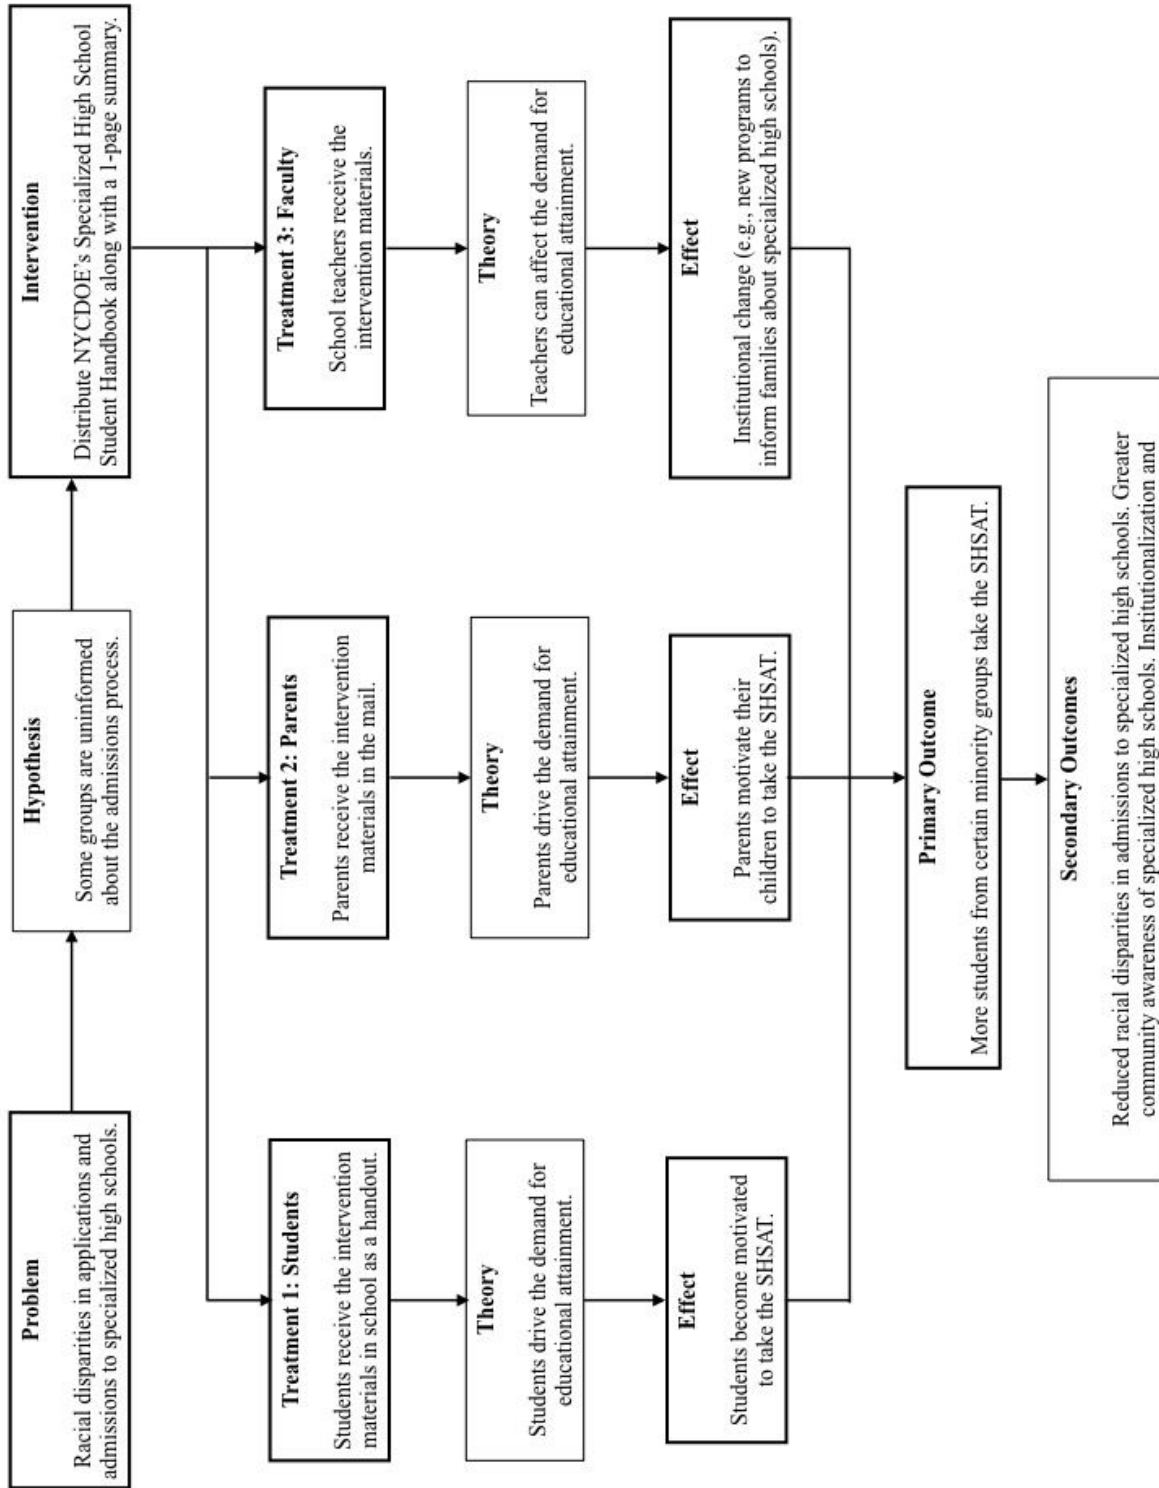 Problem
Racial disparities in applications and
admissions to specialized high schools.
Hypothesis
Some groups are uninformed
about the admissions process.
Intervention
Distribute NYCDOE's Specialized High School
Student Handbook along with a 1-page summary.
Treatment 1: Students
Students receive the intervention
materials in school as a handout.
Treatment 2: Parents
Parents receive the intervention
materials in the mail.
Treatment 3: Faculty
School teachers receive the
intervention materials.
Theory
Students drive the demand for
educational attainment.
Theory
Parents drive the demand for
educational attainment.
Theory
Teachers can affect the demand for
educational attainment.
Effect
Students become motivated
to take the SHSAT.
Effect
Parents motivate their
children to take the SHSAT.
Effect
Institutional change (e.g., new programs to
inform families about specialized high schools).
Primary Outcome
More students from certain minority groups take the SHSAT.
Secondary Outcomes
Reduced racial disparities in admissions to specialized high schools. Greater
community awareness of specialized high schools. Institutionalization and